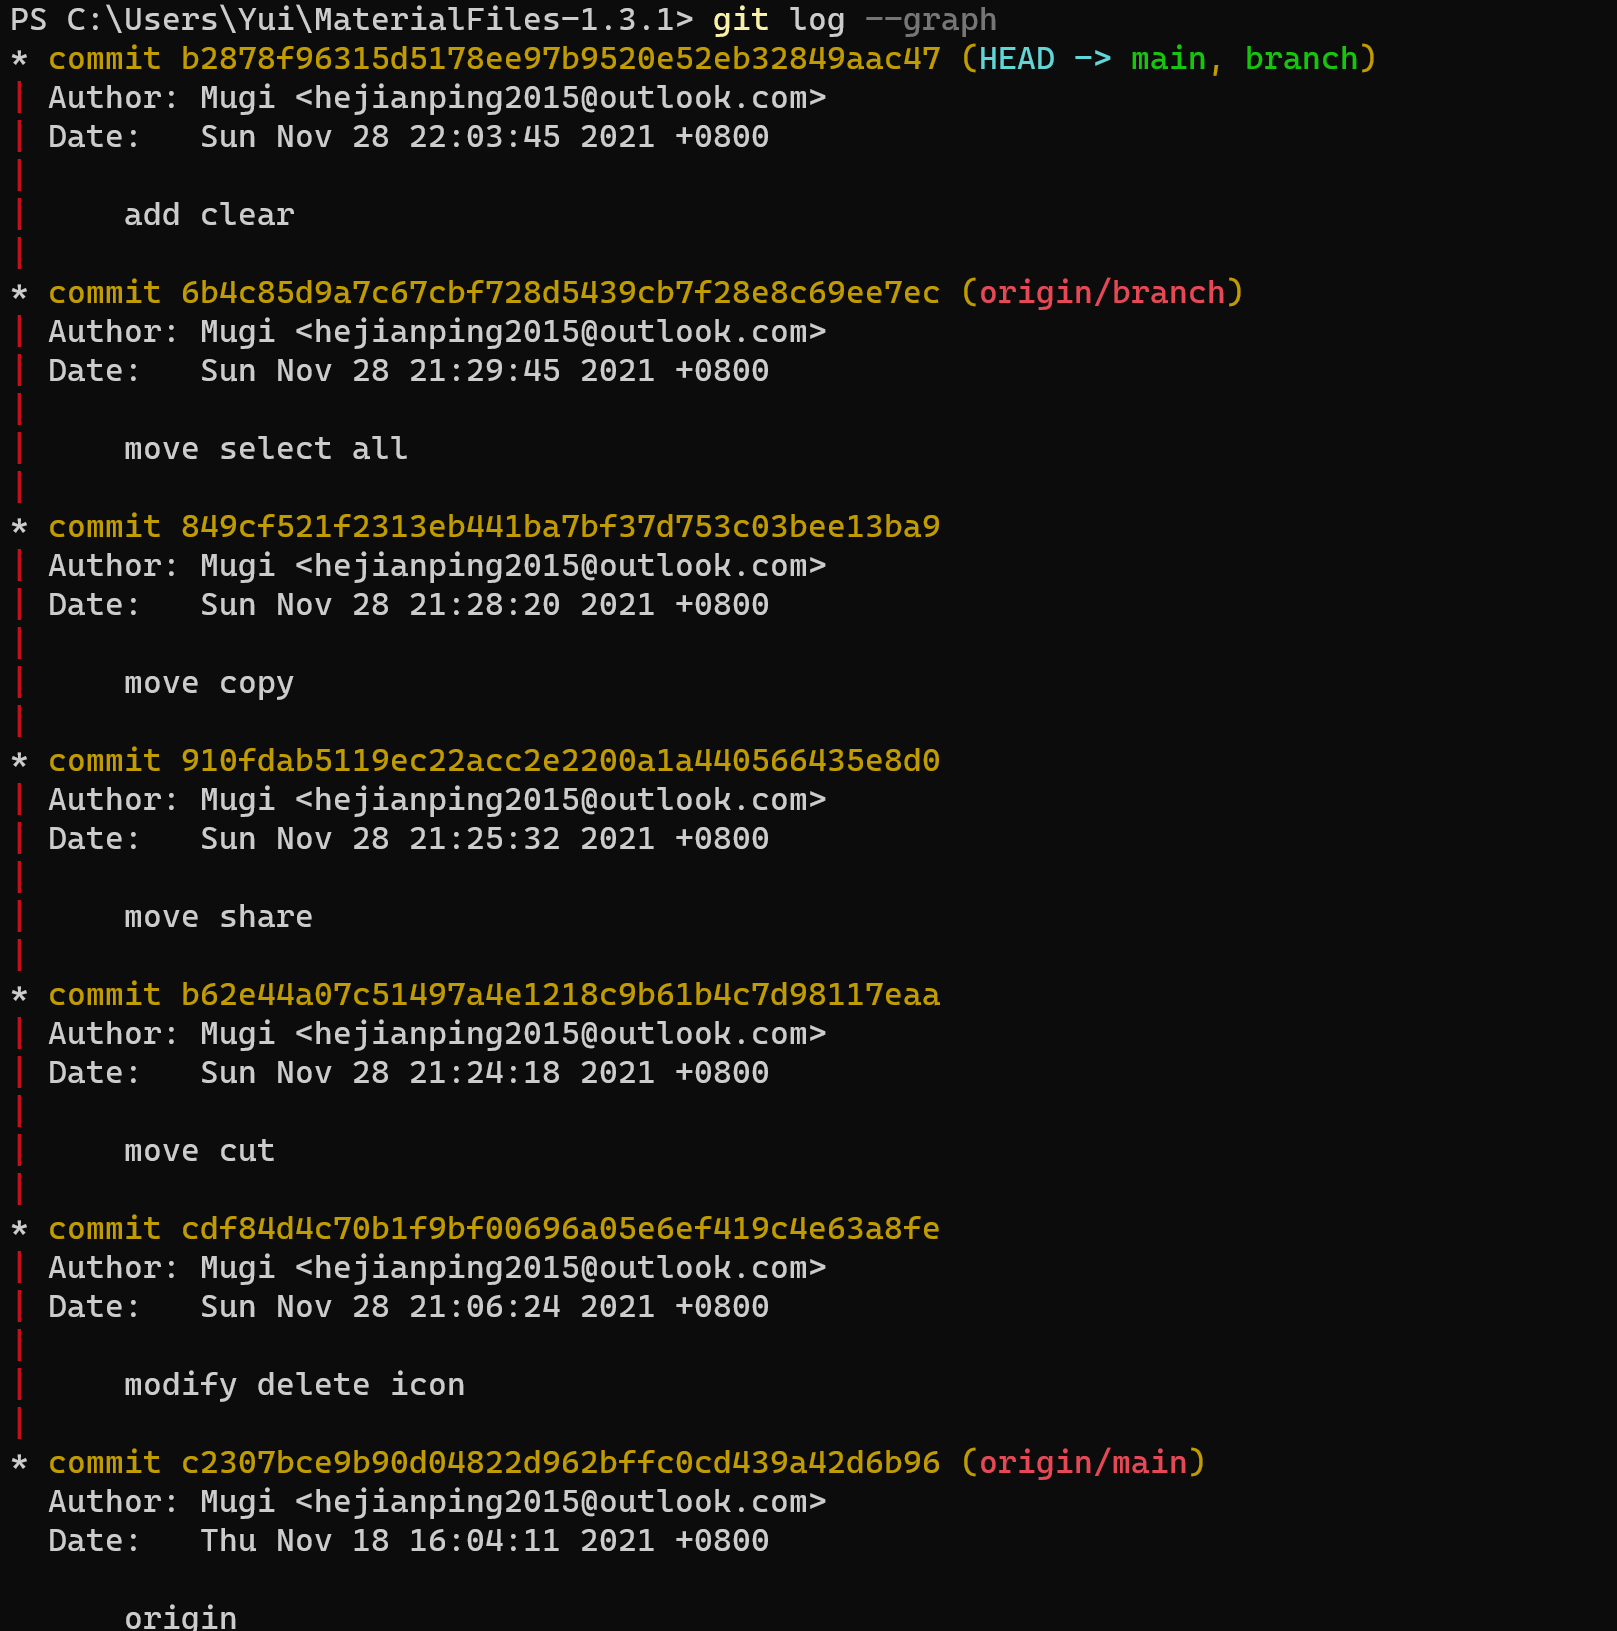 PS C:\Users\Yui\MaterialFiles-1.3.1> git log --graph
* commit b2878f96315d5178ee97b9520e52eb32849aac47 (HEAD -> main, branch)
| Author: Mugi <hejianping2015@outlook.com>
| Date:   Sun Nov 28 22:03:45 2021 +0800
|
|     add clear
|
* commit 6b4c85d9a7c67cbf728d5439cb7f28e8c69ee7ec (origin/branch)
| Author: Mugi <hejianping2015@outlook.com>
| Date:   Sun Nov 28 21:29:45 2021 +0800
|
|     move select all
|
* commit 849cf521f2313eb441ba7bf37d753c03bee13ba9
| Author: Mugi <hejianping2015@outlook.com>
| Date:   Sun Nov 28 21:28:20 2021 +0800
|
|     move copy
|
* commit 910fdab5119ec22acc2e2200a1a440566435e8d0
| Author: Mugi <hejianping2015@outlook.com>
| Date:   Sun Nov 28 21:25:32 2021 +0800
|
|     move share
|
* commit b62e44a07c51497a4e1218c9b61b4c7d98117eaa
| Author: Mugi <hejianping2015@outlook.com>
| Date:   Sun Nov 28 21:24:18 2021 +0800
|
|     move cut
|
* commit cdf84d4c70b1f9bf00696a05e6ef419c4e63a8fe
| Author: Mugi <hejianping2015@outlook.com>
| Date:   Sun Nov 28 21:06:24 2021 +0800
|
|     modify delete icon
|
* commit c2307bce9b90d04822d962bffc0cd439a42d6b96 (origin/main)
  Author: Mugi <hejianping2015@outlook.com>
  Date:   Thu Nov 18 16:04:11 2021 +0800

      origin